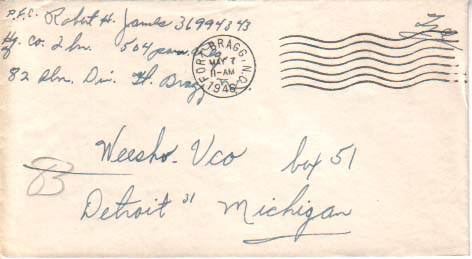 P.F.C. Robert H. James 36994343
Hq. Co. 2 bn. 504 para. Inf.
82 Abn. Div. Ft. Bragg
Free
FORT BRAGG, N.C.
MAY 7
11-AM
1946
Weesho-Vco box 51
Detroit 31 Michigan
B